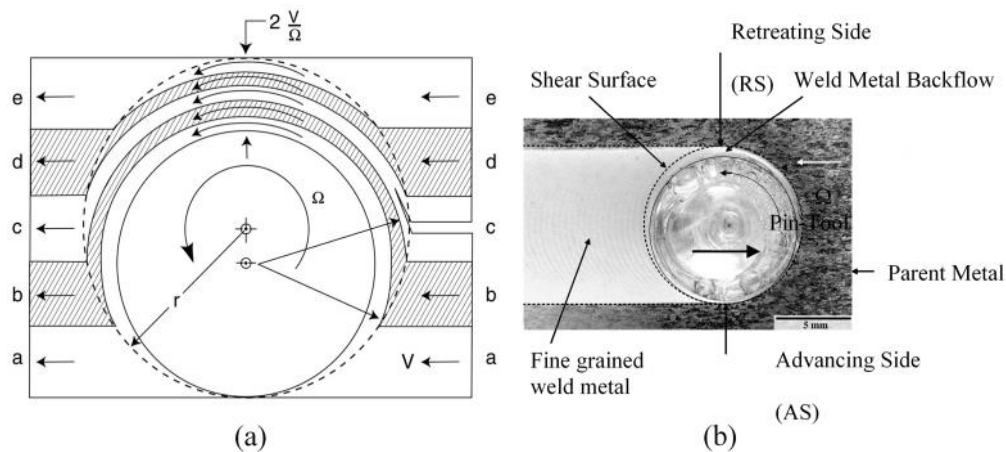 2 V/Ω
e
e
d
d
c
c
b
b
a
a
Ω
r
V
(a)
Retreating Side
(RS)
Shear Surface
Weld Metal Backflow
Ω
Pin-Tool
Parent Metal
5 mm
Fine grained
weld metal
Advancing Side
(AS)
(b)